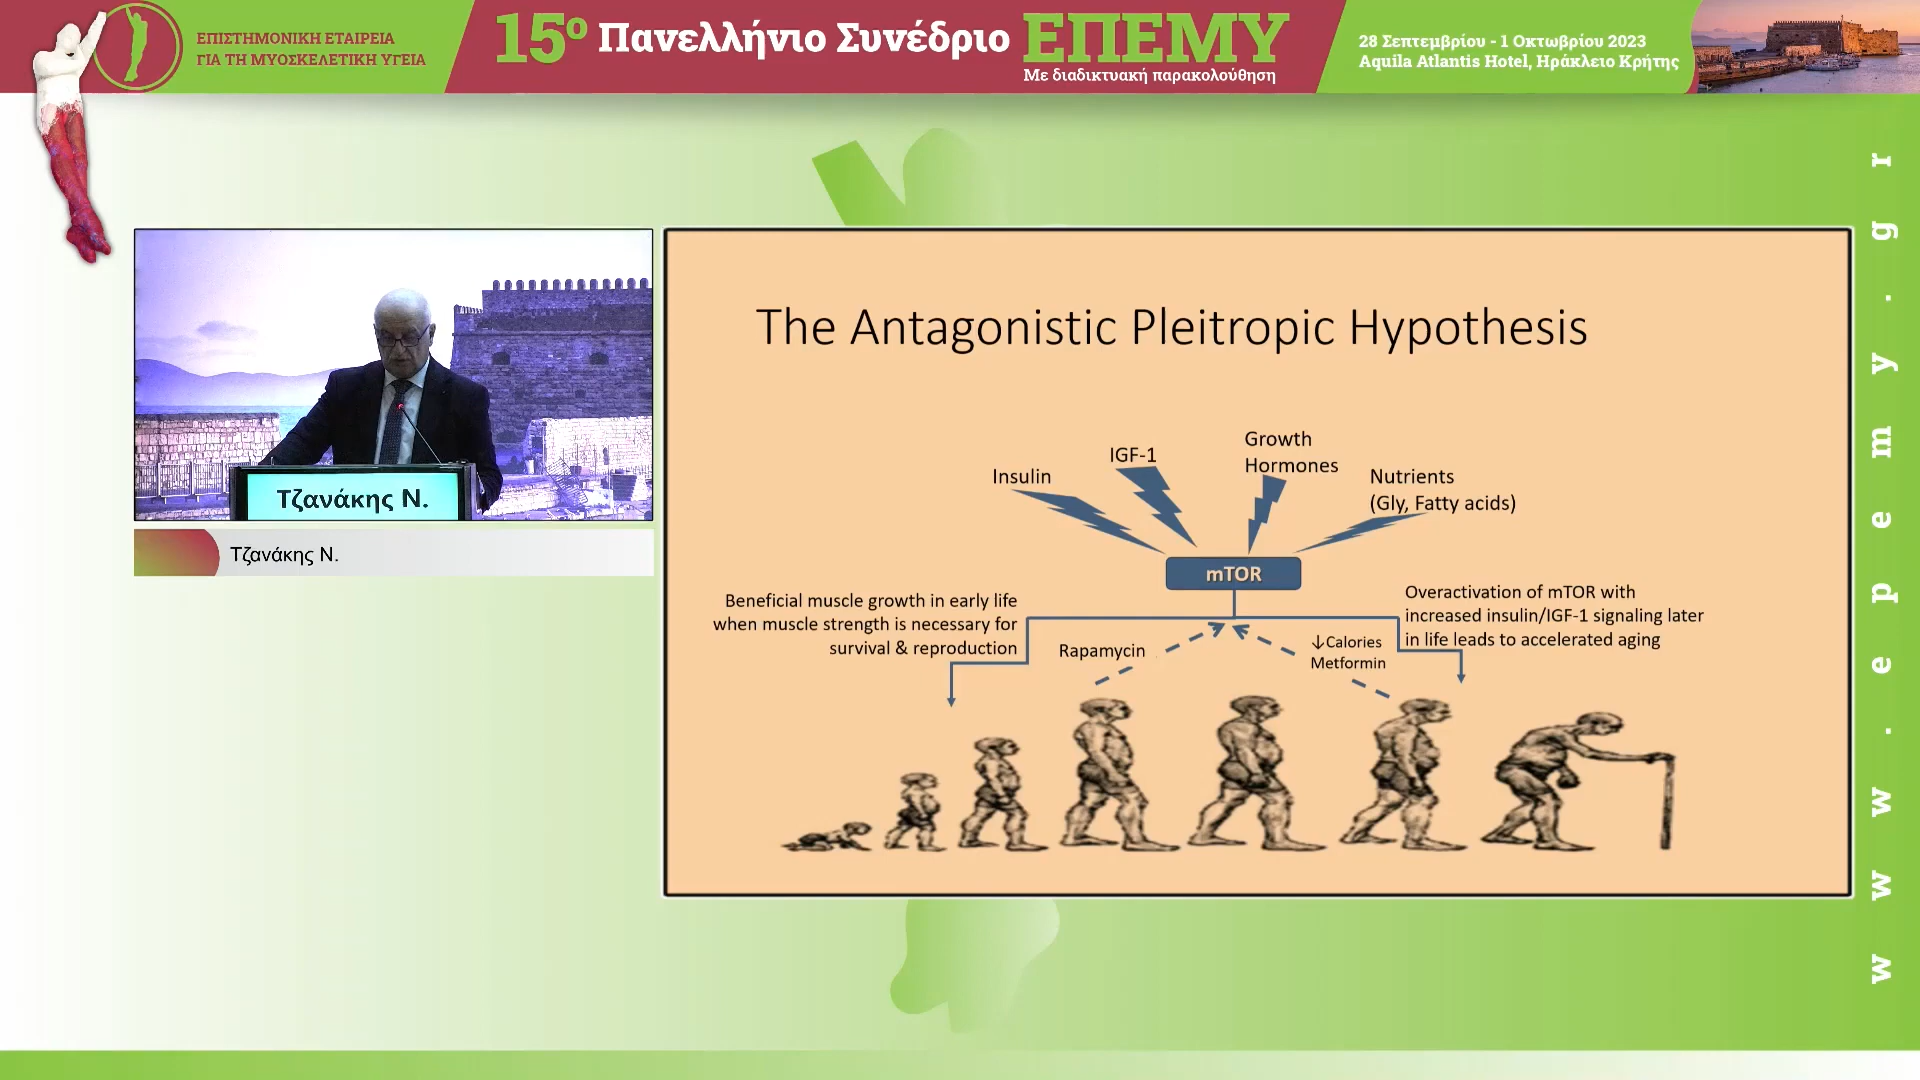 ΕΠΙΣΤΗΜΟΝΙΚΗ ΕΤΑΙΡΕΙΑ
ΓΙΑ ΤΗ ΜΥΟΣΚΕΛΕΤΙΚΗ ΥΓΕΙΑ
15ο Πανελλήνιο Συνέδριο ΕΠΕΜΥ
Με διαδικτυακή παρακολούθηση
28 Σεπτεμβρίου - 1 Οκτωβρίου 2023
Aquila Atlantis Hotel, Ηράκλειο Κρήτης
Τζανάκης Ν.
Τζανάκης Ν.
The Antagonistic Pleitropic Hypothesis
Insulin
IGF-1
Growth
Hormones
Nutrients
(Gly, Fatty acids)
mTOR
Beneficial muscle growth in early life
when muscle strength is necessary for
survival & reproduction
Rapamycin
↓Calories
Metformin
Overactivation of mTOR with
increased insulin/IGF-1 signaling later
in life leads to accelerated aging
www.epemy.gr